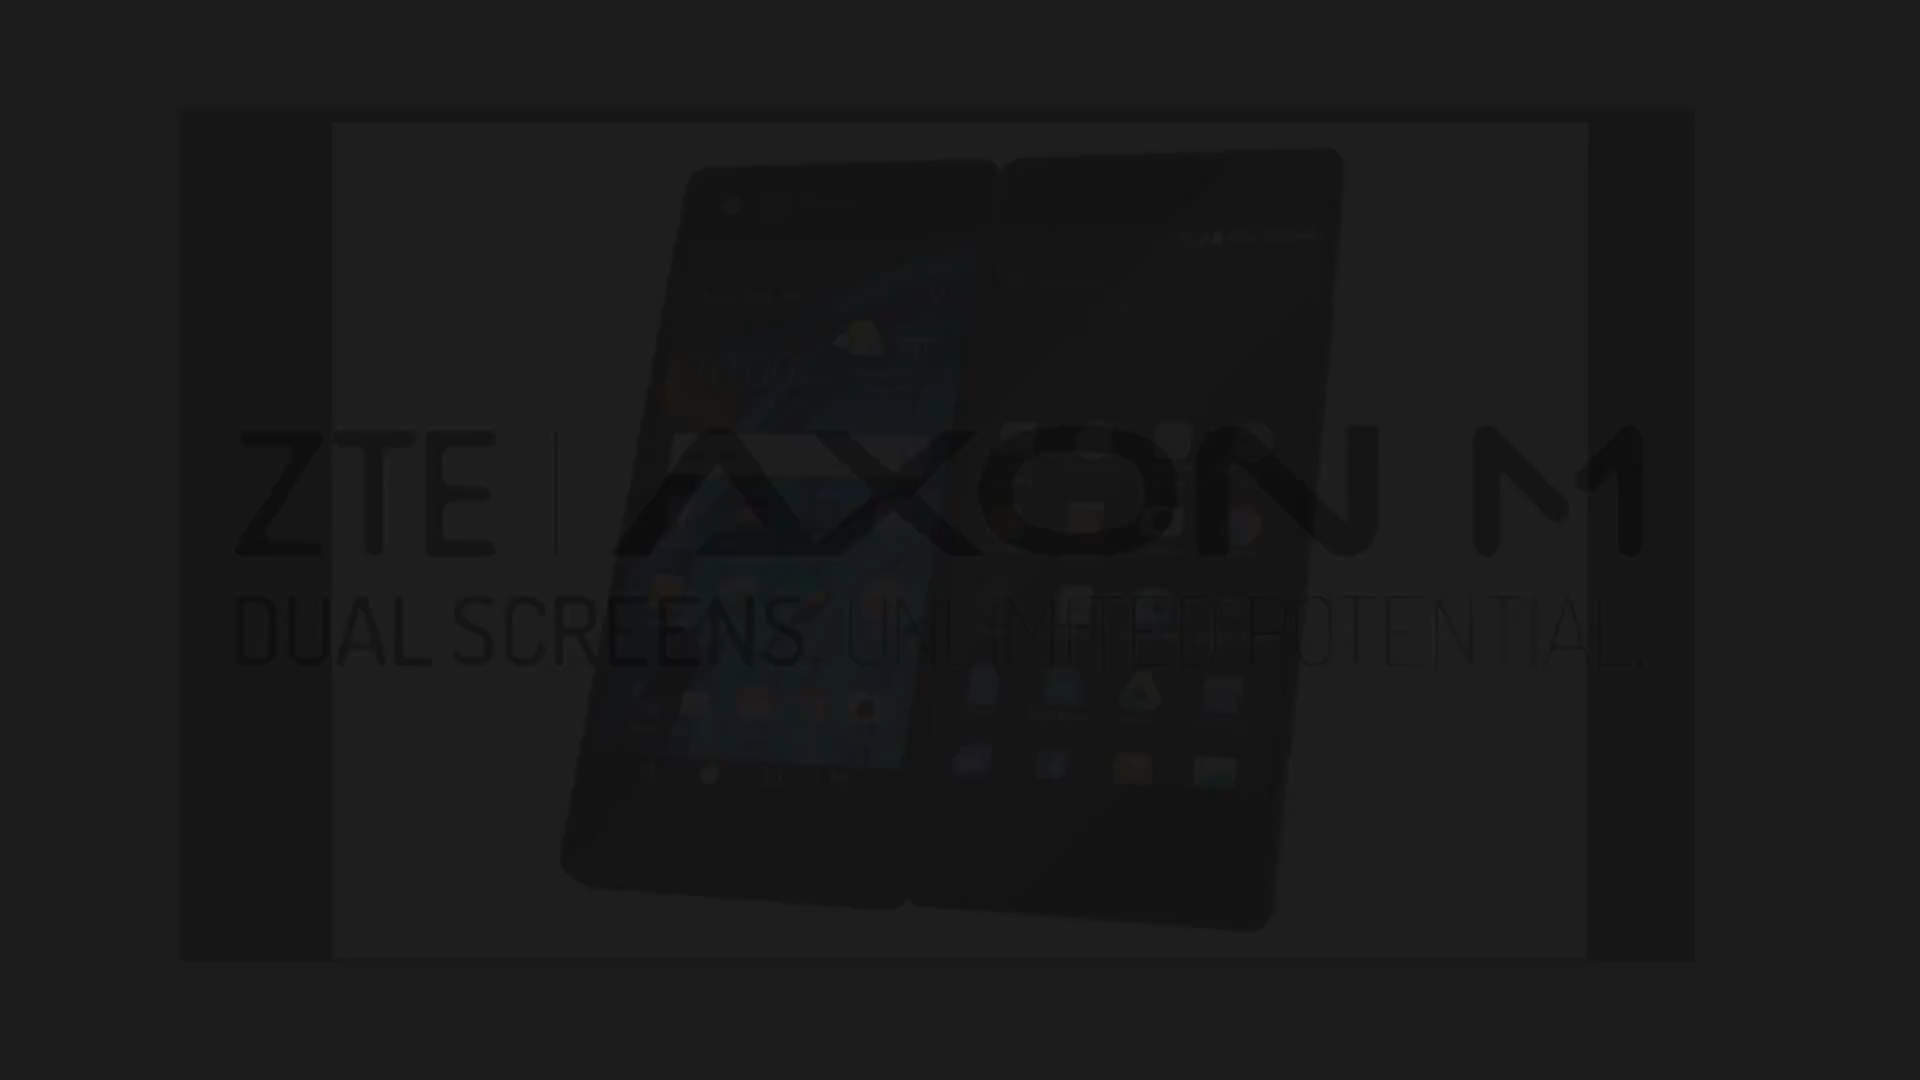 ZTE | AXON M
DUAL SCREENS. UNLIMITED POTENTIAL.